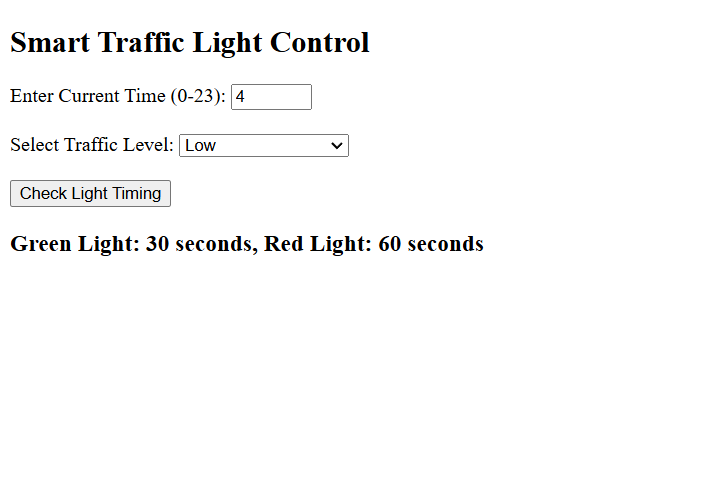 Smart Traffic Light Control
Enter Current Time (0-23): 4
Select Traffic Level: Low
Check Light Timing
Green Light: 30 seconds, Red Light: 60 seconds